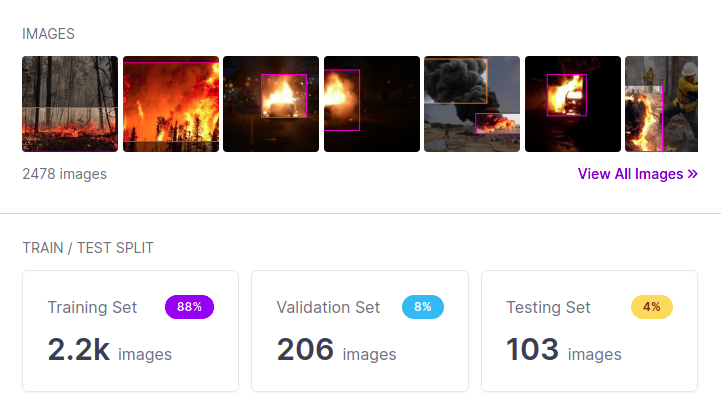 IMAGES
2478 images
View All Images »
TRAIN / TEST SPLIT
Training Set 88%
2.2k images
Validation Set 8%
206 images
Testing Set 4%
103 images